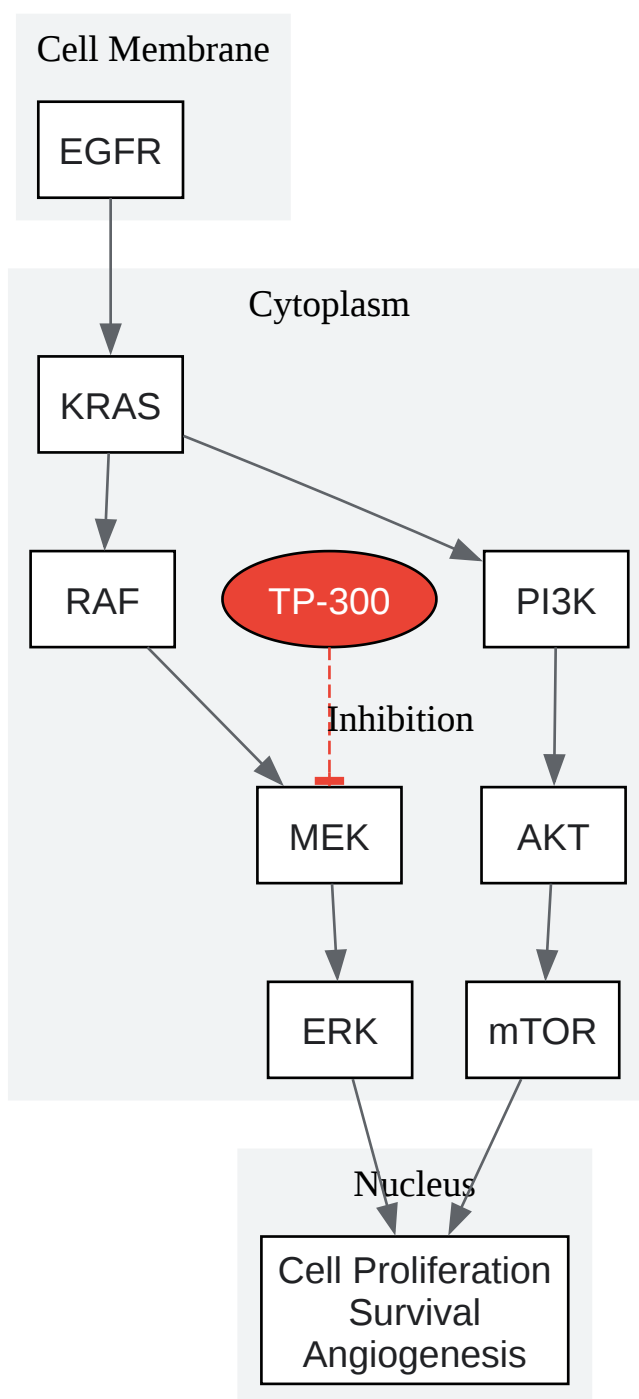 Cell Membrane
EGFR
Cytoplasm
KRAS
RAF
TP-300
PI3K
Inhibition
MEK
AKT
ERK
mTOR
Nucleus
Cell Proliferation
Survival
Angiogenesis